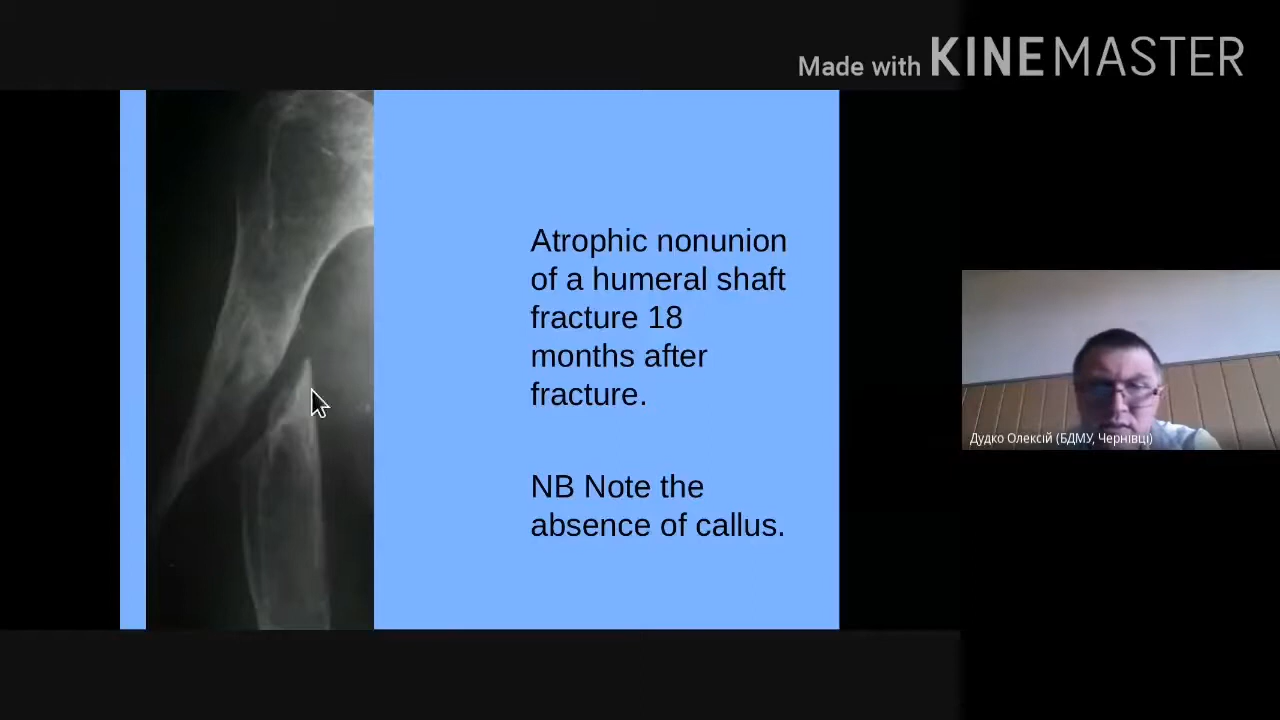 Made with KINEMASTER
Atrophic nonunion
of a humeral shaft
fracture 18
months after
fracture.
NB Note the
absence of callus.
Дудко Олексій (БДМУ, Чернівці)